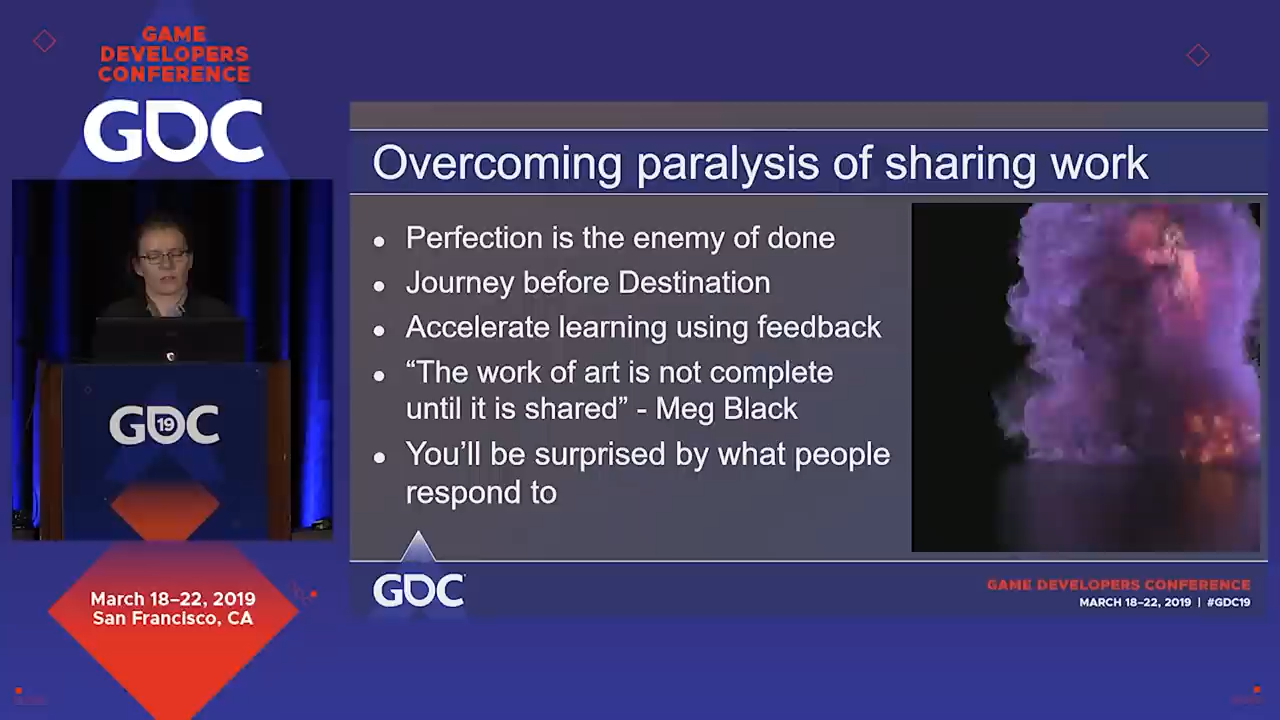 GAME
DEVELOPERS
CONFERENCE
GDC
GDC
19
March 18–22, 2019
San Francisco, CA
Overcoming paralysis of sharing work
• Perfection is the enemy of done
• Journey before Destination
• Accelerate learning using feedback
• “The work of art is not complete
until it is shared” - Meg Black
• You’ll be surprised by what people
respond to
GDC
GAME DEVELOPERS CONFERENCE
MARCH 18–22, 2019 | #GDC19